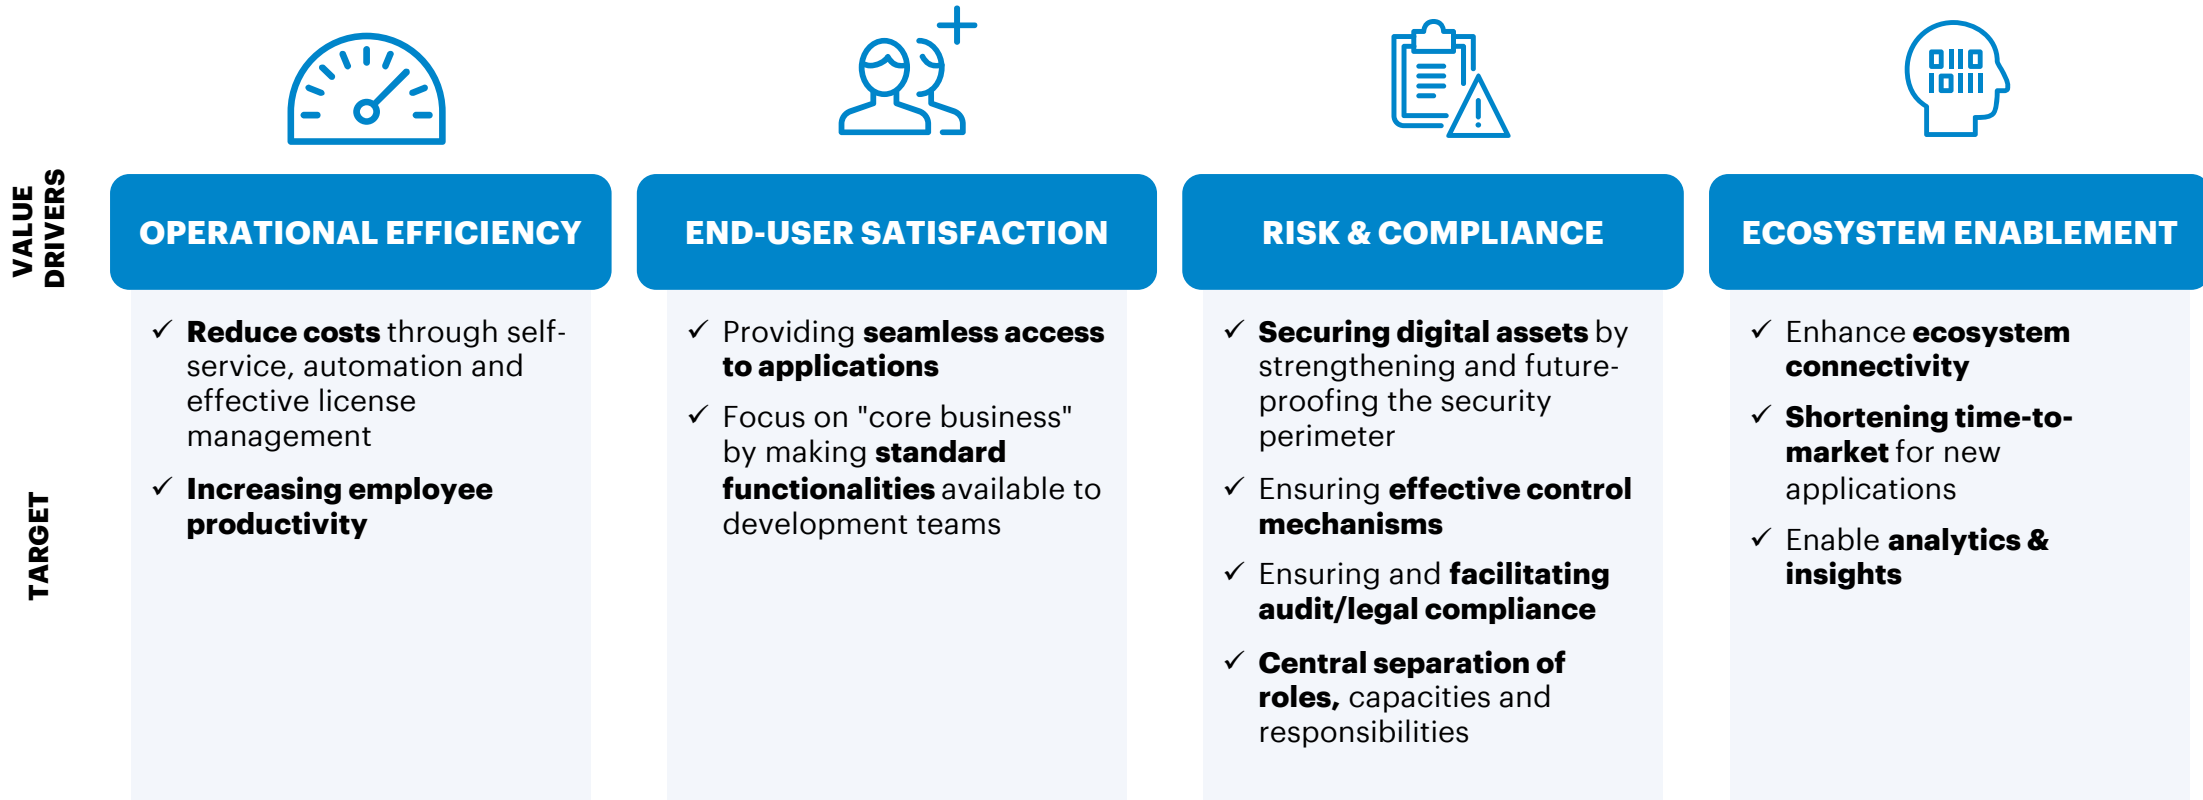 VALUE
DRIVERS
OPERATIONAL EFFICIENCY
END-USER SATISFACTION
RISK & COMPLIANCE
0110
10111
ECOSYSTEM ENABLEMENT
TARGET
✓ Reduce costs through self-
service, automation and
effective license
management
✓ Increasing employee
productivity
✓ Providing seamless access
to applications
✓ Focus on "core business"
by making standard
functionalities available to
development teams
✓ Securing digital assets by
strengthening and future-
proofing the security
perimeter
✓ Ensuring effective control
mechanisms
✓ Ensuring and facilitating
audit/legal compliance
✓ Central separation of
roles, capacities and
responsibilities
✓ Enhance ecosystem
connectivity
✓ Shortening time-to-
market for new
applications
✓ Enable analytics &
insights